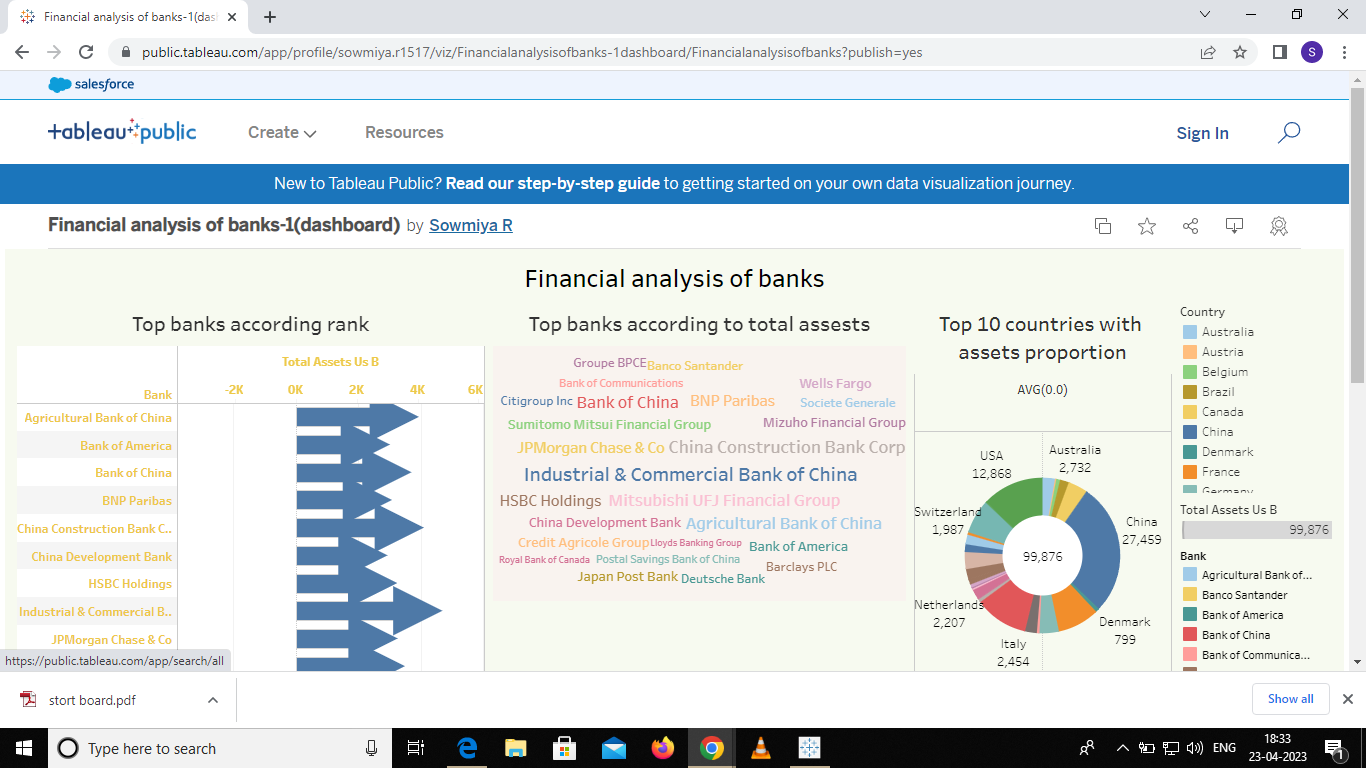 Financial analysis of banks-1(das
public.tableau.com/app/profile/sowmiya.r1517/viz/Financialanalysisofbanks-1dashboard/Financialanalysisofbanks?publish=yes
S
salesforce
+ableau+public
Create
Resources
Sign In
New to Tableau Public? Read our step-by-step guide to getting started on your own data visualization journey.
Financial analysis of banks-1(dashboard) by Sowmiya R
Financial analysis of banks
Top banks according rank
Total Assets Us B
Bank
-2K 0K 2K 4K 6K
Agricultural Bank of China
Bank of America
Bank of China
BNP Paribas
China Construction Bank C..
China Development Bank
HSBC Holdings
Industrial & Commercial B..
JPMorgan Chase & Co
Top banks according to total assests
Groupe BPCE Banco Santander
Bank of Communications Wells Fargo
Citigroup Inc Bank of China BNP Paribas Societe Generale
Sumitomo Mitsui Financial Group Mizuho Financial Group
JPMorgan Chase & Co China Construction Bank Corp
Industrial & Commercial Bank of China
HSBC Holdings Mitsubishi UFJ Financial Group
China Development Bank Agricultural Bank of China
Credit Agricole Group Lloyds Banking Group Bank of America
Royal Bank of Canada Postal Savings Bank of China Barclays PLC
Japan Post Bank Deutsche Bank
Top 10 countries with
assets proportion
AVG(0.0)
USA
12,868
Australia
2,732
Switzerland
1,987
China
27,459
99,876
Netherlands
2,207
Denmark
799
Italy
2,454
Country
Australia
Austria
Belgium
Brazil
Canada
China
Denmark
France
Germany
Total Assets Us B
99,876
Bank
Agricultural Bank of...
Banco Santander
Bank of America
Bank of China
Bank of Communica...
https://public.tableau.com/app/search/all
stort board.pdf
Show all
Type here to search
ENG
18:33
23-04-2023
1